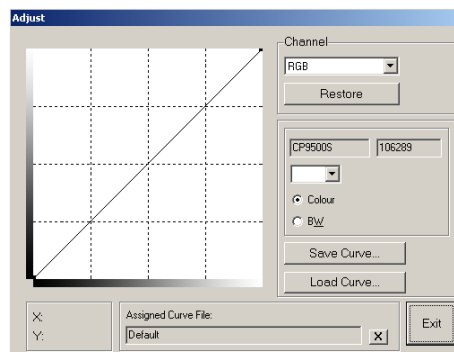 Adjust
Channel
RGB
Restore
CP9500S 106289
Colour
BW
Save Curve...
Load Curve...
X:
Y:
Assigned Curve File:
Default
X
Exit